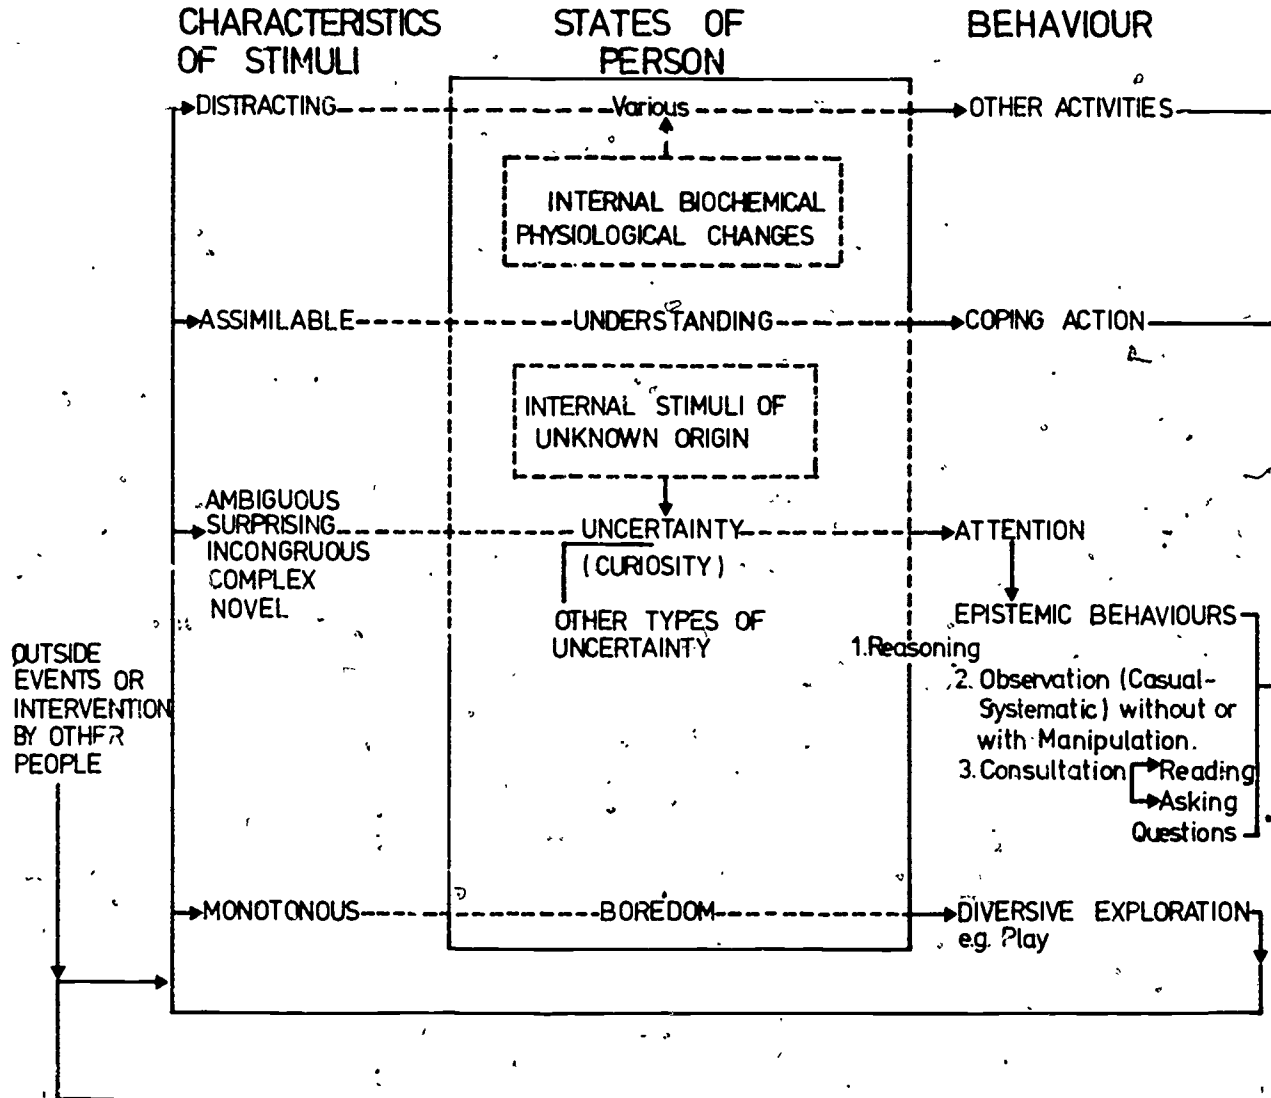 CHARACTERISTICS
OF STIMULI
STATES OF
PERSON
BEHAVIOUR
DISTRACTING
Various
OTHER ACTIVITIES
INTERNAL BIOCHEMICAL
PHYSIOLOGICAL CHANGES
ASSIMILABLE
UNDERSTANDING
COPING ACTION
INTERNAL STIMULI OF
UNKNOWN ORIGIN
AMBIGUOUS
SURPRISING
INCONGRUOUS
COMPLEX
NOVEL
UNCERTAINTY
(CURIOSITY)
OTHER TYPES OF
UNCERTAINTY
ATTENTION
EPISTEMIC BEHAVIOURS
1.Reasoning
2. Observation (Casual-
Systematic) without or
with Manipulation.
3. Consultation
Reading
Asking
Questions
OUTSIDE
EVENTS OR
INTERVENTION
BY OTHER
PEOPLE
MONOTONOUS
BOREDOM
DIVERSIVE EXPLORATION
e.g. Play